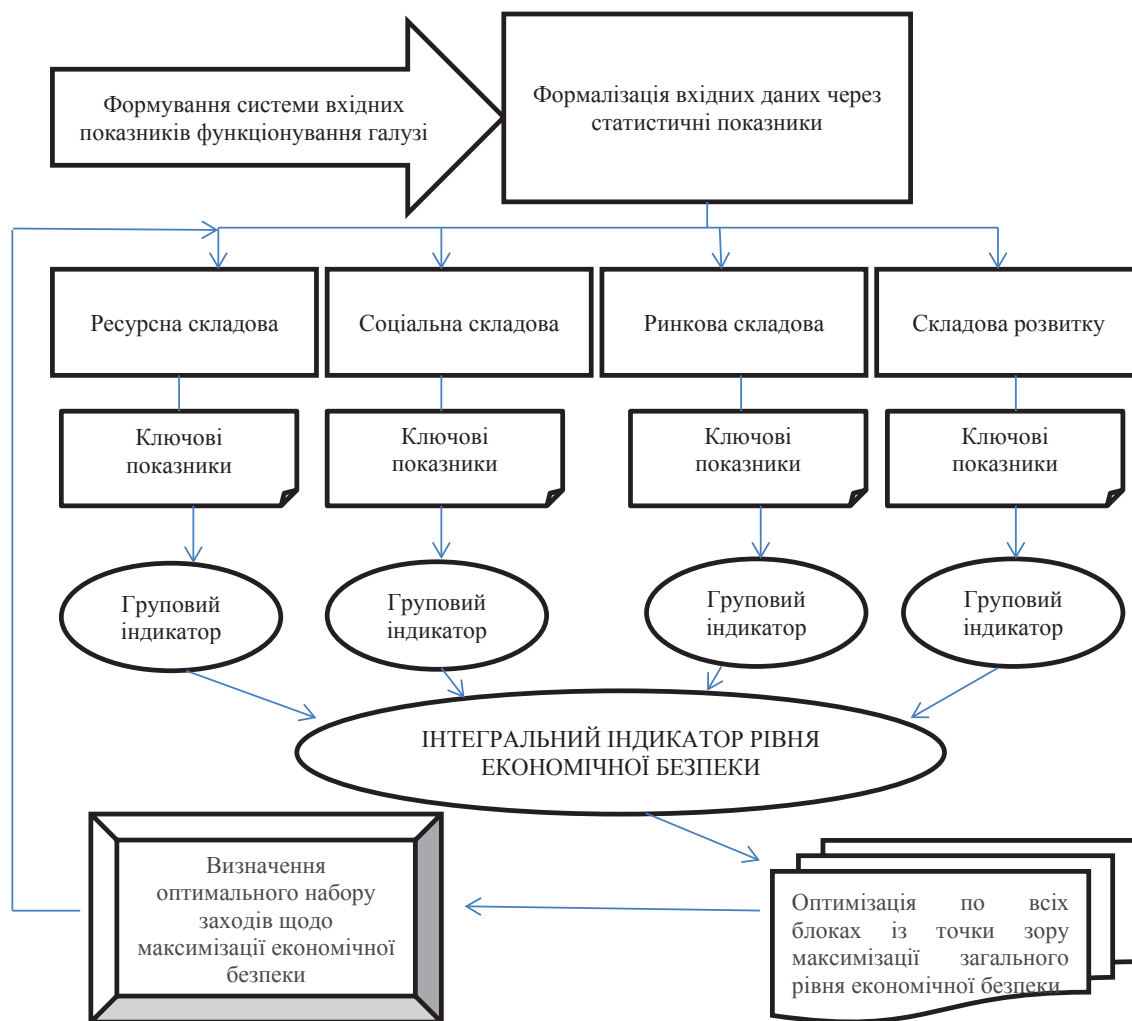 Формування системи вхідних
показників функціонування галузі
Формалізація вхідних даних через
статистичні показники
Ресурсна складова
Соціальна складова
Ринкова складова
Складова розвитку
Ключові
показники
Ключові
показники
Ключові
показники
Ключові
показники
Груповий
індикатор
Груповий
індикатор
Груповий
індикатор
Груповий
індикатор
ІНТЕГРАЛЬНИЙ ІНДИКАТОР РІВНЯ
ЕКОНОМІЧНОЇ БЕЗПЕКИ
Визначення
оптимального набору
заходів щодо
максимізації економічної
безпеки
Оптимізація по всіх
блоках із точки зору
максимізації загального
рівня економічної безпеки